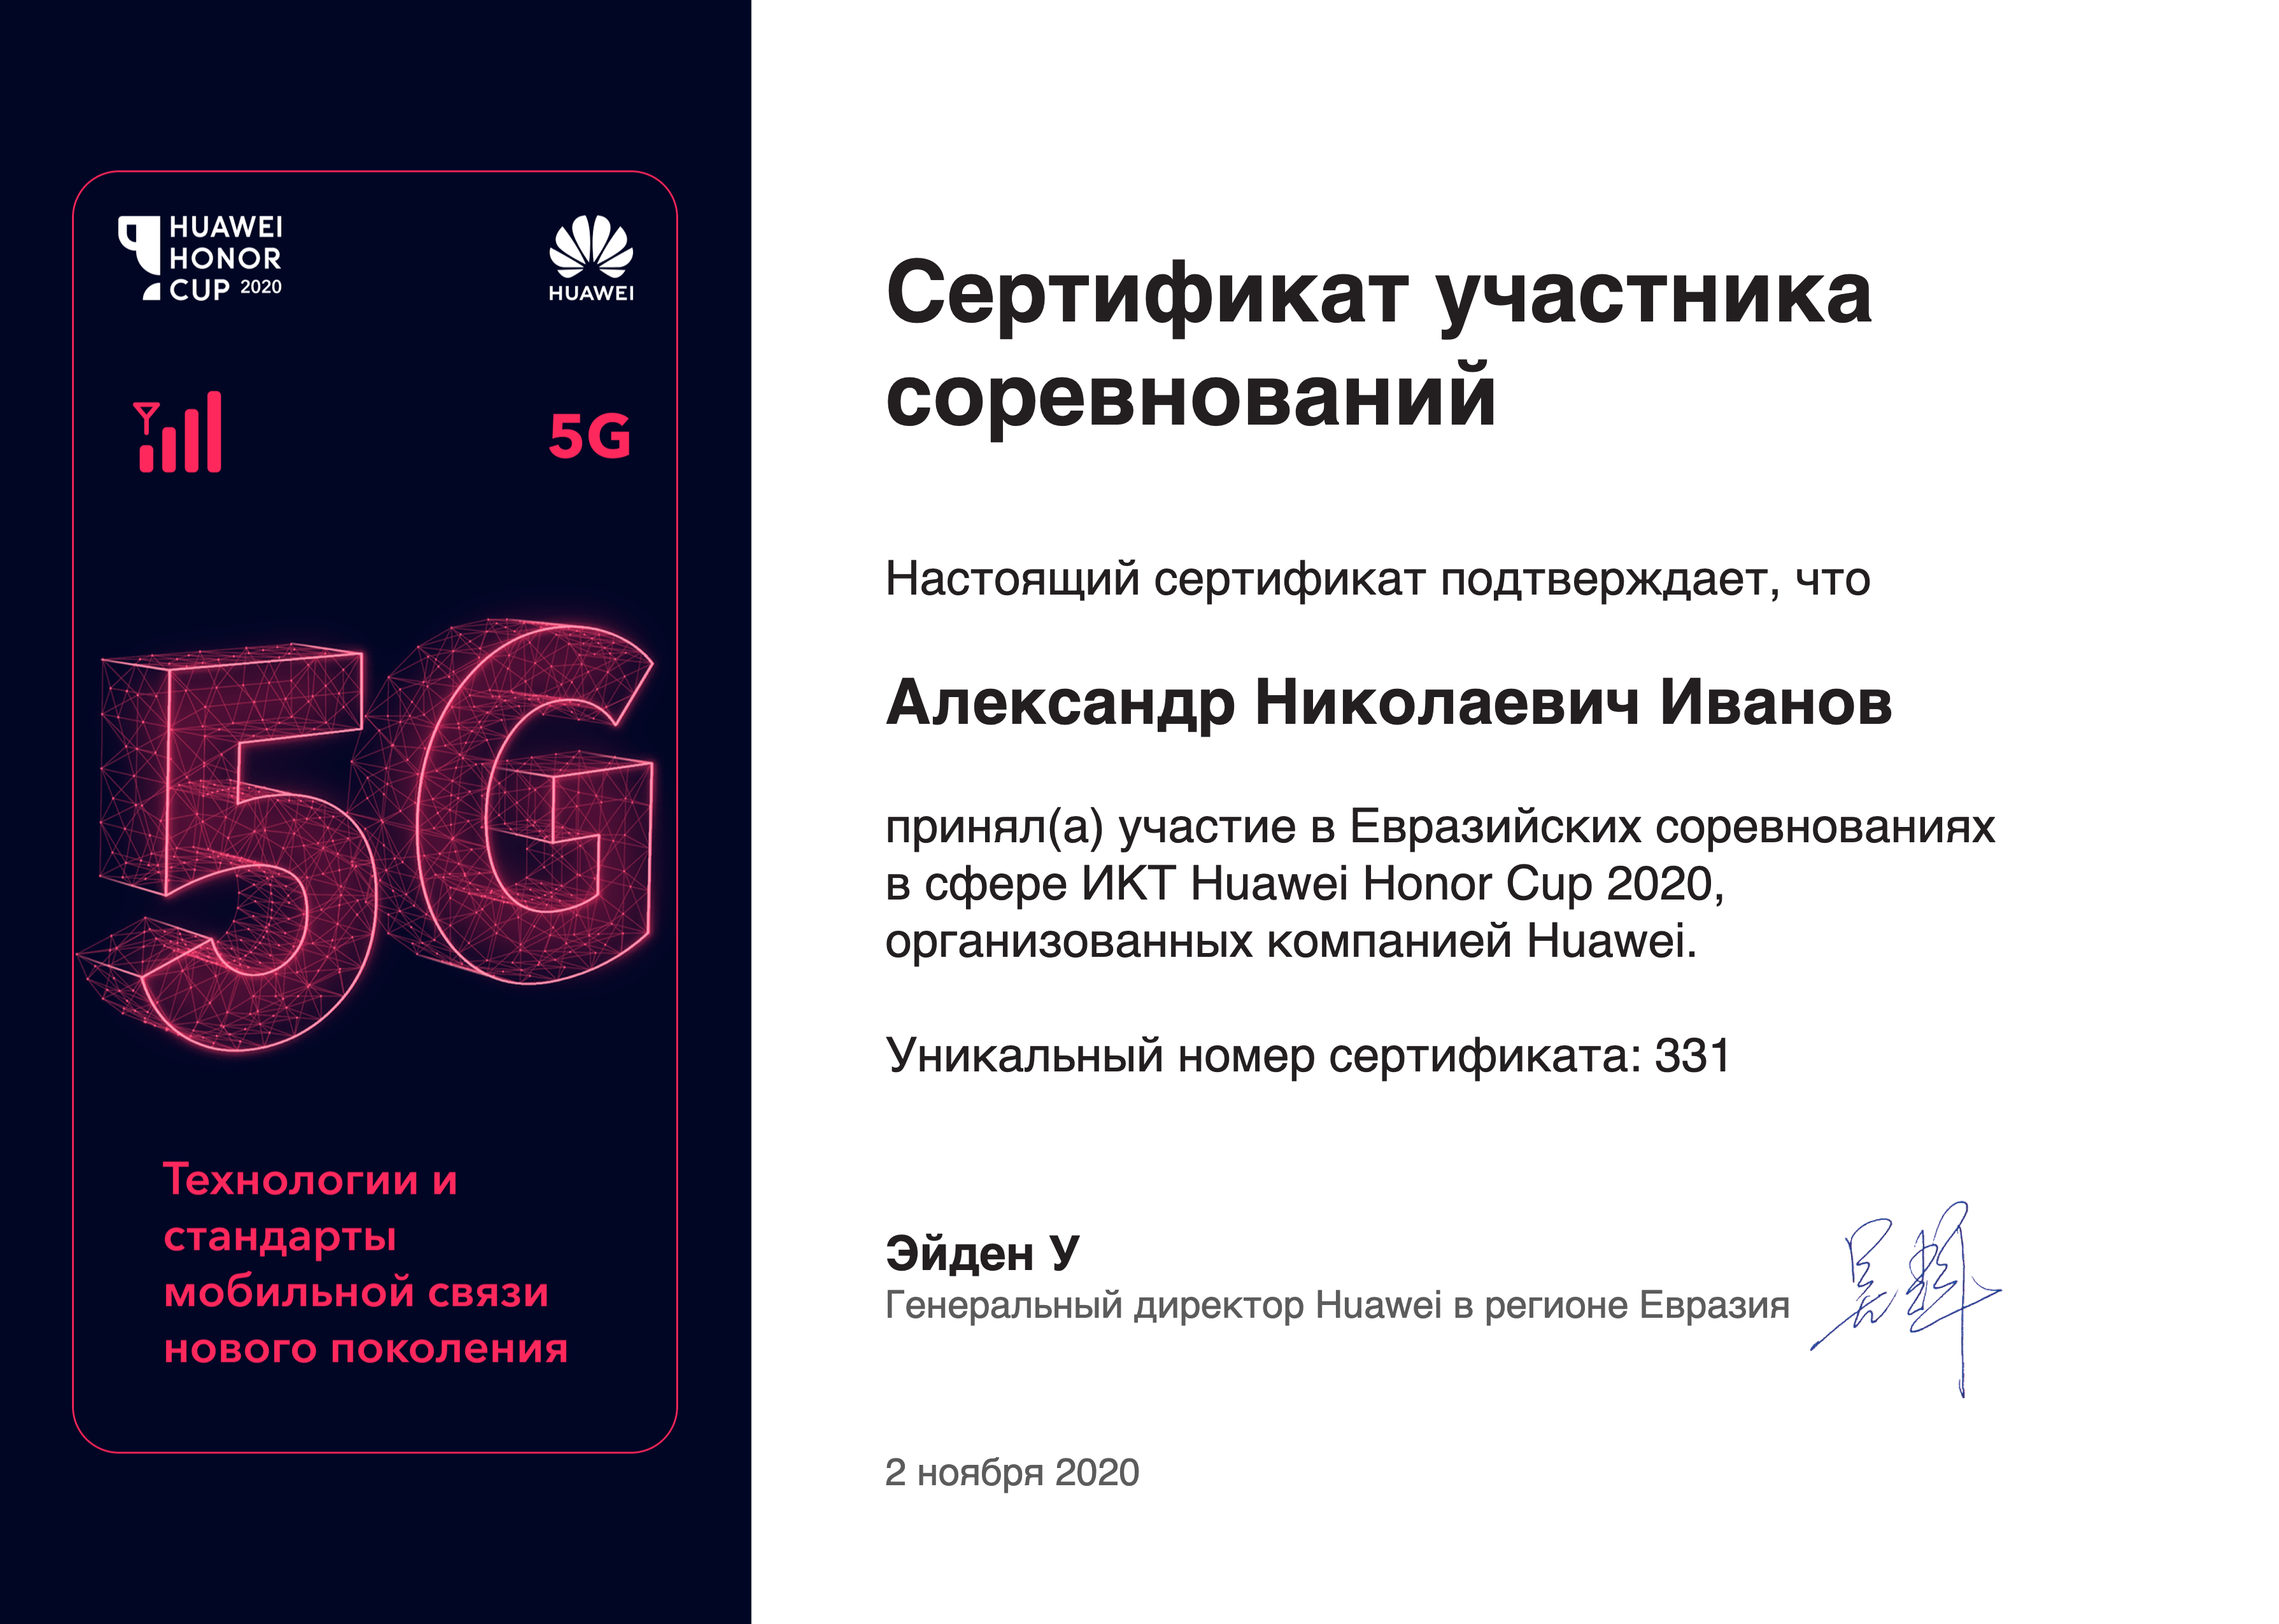 HUAWEI
HONOR
CUP 2020
HUAWEI
5G
5G
Технологии и
стандарты
мобильной связи
нового поколения
Сертификат участника
соревнований
Настоящий сертификат подтверждает, что
Александр Николаевич Иванов
принял(а) участие в Евразийских соревнованиях
в сфере ИКТ Huawei Honor Cup 2020,
организованных компанией Huawei.
Уникальный номер сертификата: 331
Эйден У
Генеральный директор Huawei в регионе Евразия
2 ноября 2020